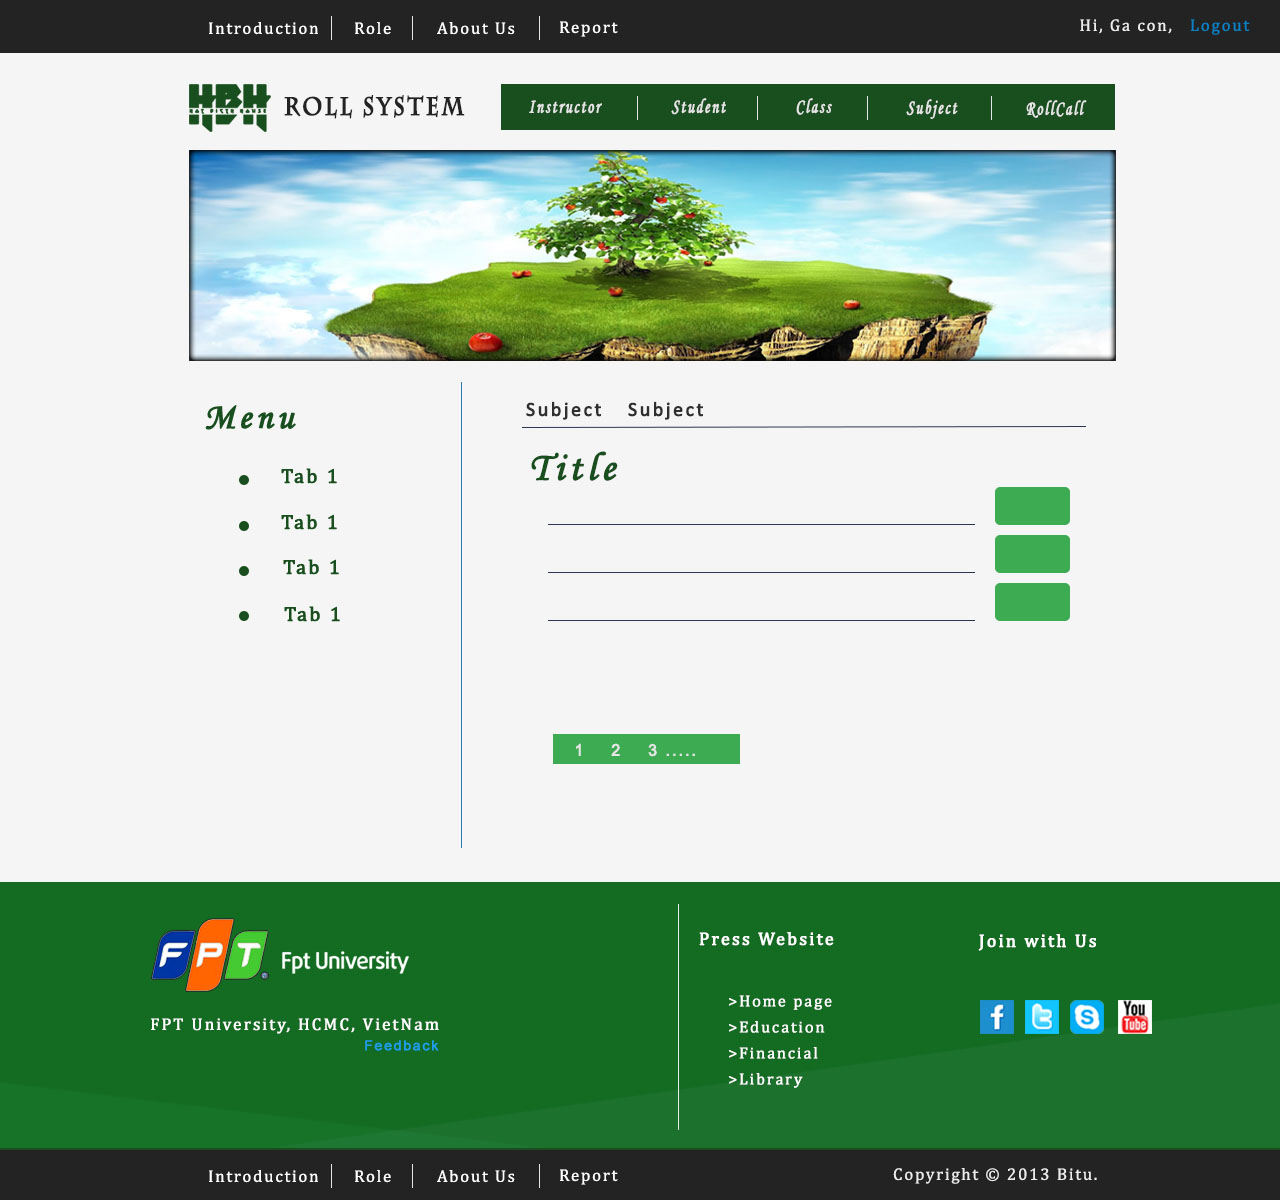 Introduction Role About Us Report Hi, Ga con, Logout
HBH ROLL SYSTEM Instructor Student Class Subject RollCall
Menu
Tab 1
Tab 1
Tab 1
Tab 1
Subject Subject
Title
1 2 3 .....
FPT Fpt University
FPT University, HCMC, VietNam
Feedback
Press Website
>Home page
>Education
>Financial
>Library
Join with Us
f t S You Tube
Introduction Role About Us Report Copyright © 2013 Bitu.